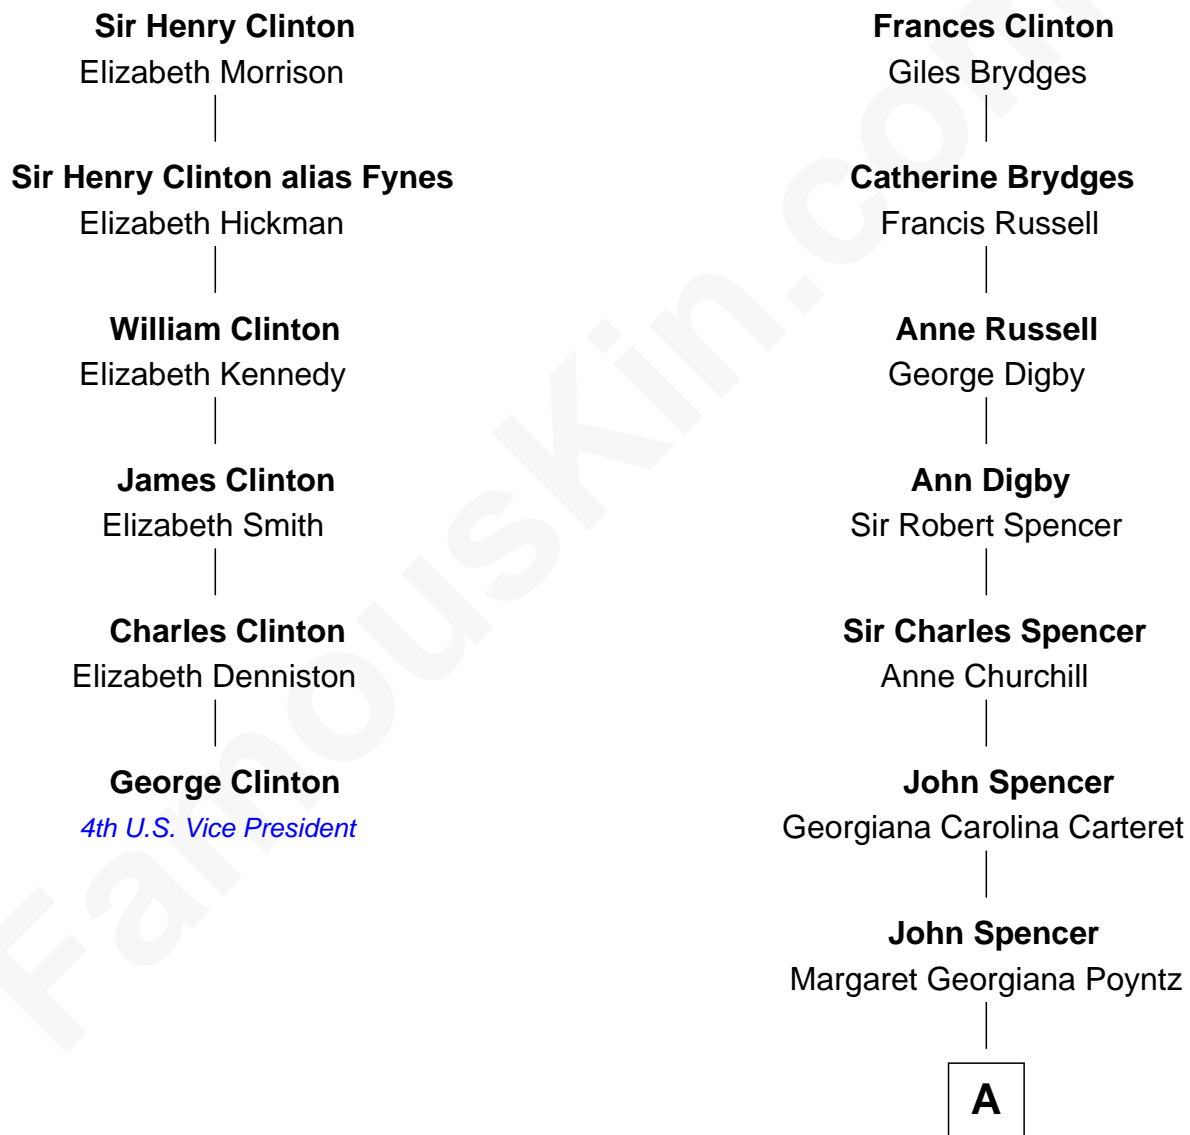 Sir Henry Clinton
Elizabeth Morrison
Sir Henry Clinton alias Fynes
Elizabeth Hickman
William Clinton
Elizabeth Kennedy
James Clinton
Elizabeth Smith
Charles Clinton
Elizabeth Denniston
George Clinton
4th U.S. Vice President
Frances Clinton
Giles Brydges
Catherine Brydges
Francis Russell
Anne Russell
George Digby
Ann Digby
Sir Robert Spencer
Sir Charles Spencer
Anne Churchill
John Spencer
Georgiana Carolina Carteret
John Spencer
Margaret Georgiana Poyntz
A
FamousKin.com